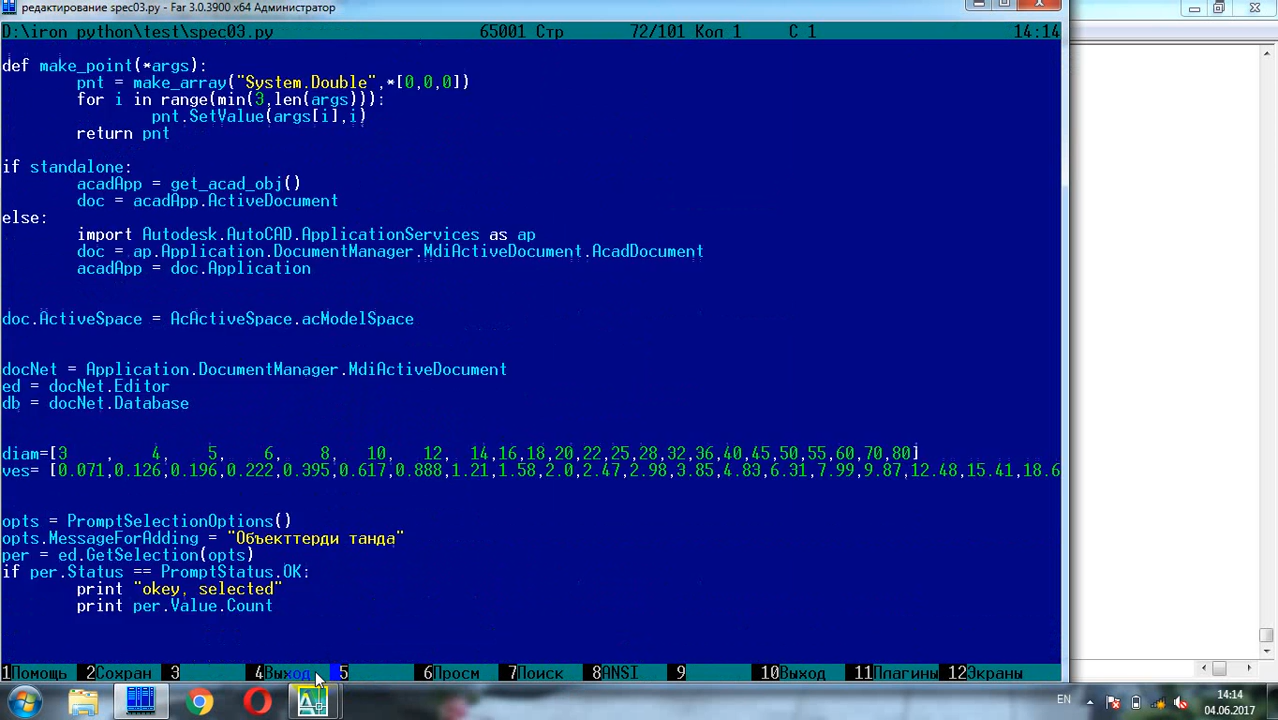 редактирование spec03.py - Far 3.0.3900 x64 Администратор
D:\iron python\test\spec03.py 65001 Стр 72/101 Кол 1 С 1 14:14
def make_point(*args):
pnt = make_array("System.Double",*[0,0,0])
for i in range(min(3,len(args))):
pnt.SetValue(args[i],i)
return pnt
if standalone:
acadApp = get_acad_obj()
doc = acadApp.ActiveDocument
else:
import Autodesk.AutoCAD.ApplicationServices as ap
doc = ap.Application.DocumentManager.MdiActiveDocument.AcadDocument
acadApp = doc.Application
doc.ActiveSpace = AcActiveSpace.acModelSpace
docNet = Application.DocumentManager.MdiActiveDocument
ed = docNet.Editor
db = docNet.Database
diam=[3 , 4, 5, 6, 8, 10, 12, 14,16,18,20,22,25,28,32,36,40,45,50,55,60,70,80]
ves= [0.071,0.126,0.196,0.222,0.395,0.617,0.888,1.21,1.58,2.0,2.47,2.98,3.85,4.83,6.31,7.99,9.87,12.48,15.41,18.6
opts = PromptSelectionOptions()
opts.MessageForAdding = "Объекттерди танда"
per = ed.GetSelection(opts)
if per.Status == PromptStatus.OK:
print "okey, selected"
print per.Value.Count
1Помощь 2Сохран 3 4Выход 5 6Просм 7Поиск 8ANSI 9 10Выход 11Плагины 12Экраны
EN 14:14
04.06.2017